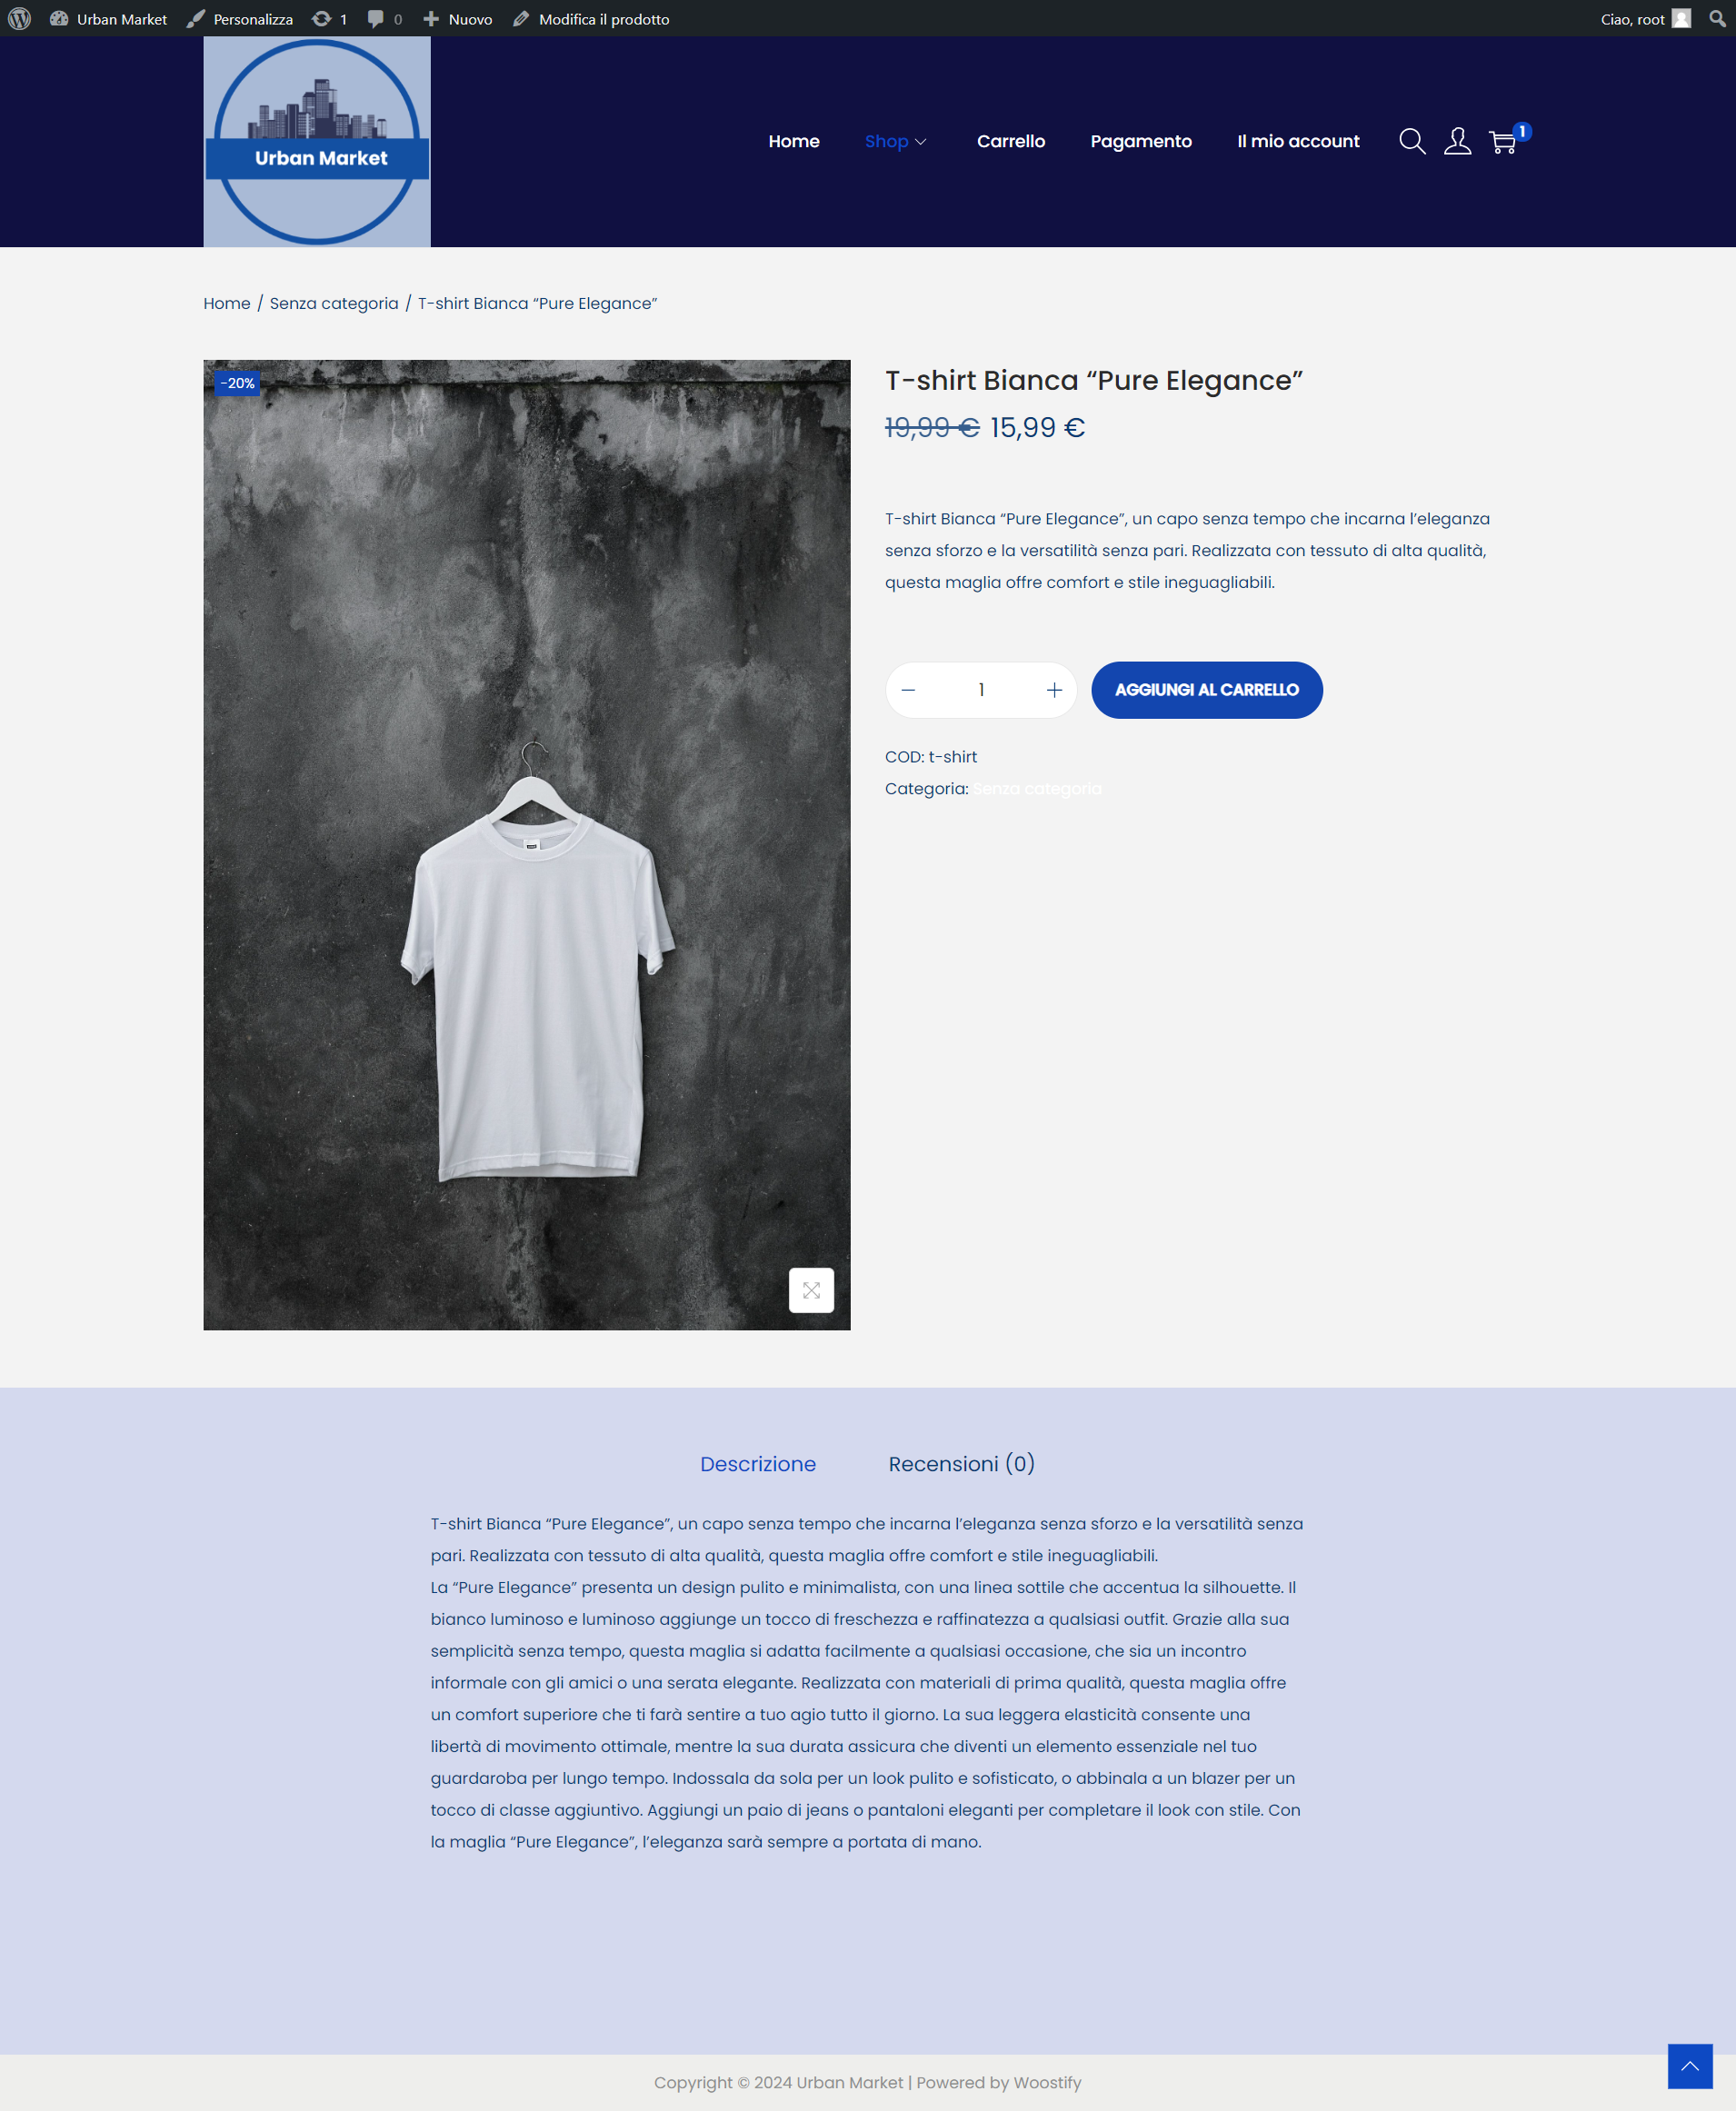 Urban Market Personalizza 1 0 Nuovo Modifica il prodotto Ciao, root
Urban Market
Home Shop Carrello Pagamento Il mio account 1
Home / Senza categoria / T-shirt Bianca “Pure Elegance”
-20%
T-shirt Bianca “Pure Elegance”
19,99 € 15,99 €
T-shirt Bianca “Pure Elegance”, un capo senza tempo che incarna l’eleganza
senza sforzo e la versatilità senza pari. Realizzata con tessuto di alta qualità,
questa maglia offre comfort e stile ineguagliabili.
1 AGGIUNGI AL CARRELLO
COD: t-shirt
Categoria: Senza categoria
Descrizione Recensioni (0)
T-shirt Bianca “Pure Elegance”, un capo senza tempo che incarna l’eleganza senza sforzo e la versatilità senza
pari. Realizzata con tessuto di alta qualità, questa maglia offre comfort e stile ineguagliabili.
La “Pure Elegance” presenta un design pulito e minimalista, con una linea sottile che accentua la silhouette. Il
bianco luminoso e luminoso aggiunge un tocco di freschezza e raffinatezza a qualsiasi outfit. Grazie alla sua
semplicità senza tempo, questa maglia si adatta facilmente a qualsiasi occasione, che sia un incontro
informale con gli amici o una serata elegante. Realizzata con materiali di prima qualità, questa maglia offre
un comfort superiore che ti farà sentire a tuo agio tutto il giorno. La sua leggera elasticità consente una
libertà di movimento ottimale, mentre la sua durata assicura che diventi un elemento essenziale nel tuo
guardaroba per lungo tempo. Indossala da sola per un look pulito e sofisticato, o abbinala a un blazer per un
tocco di classe aggiuntivo. Aggiungi un paio di jeans o pantaloni eleganti per completare il look con stile. Con
la maglia “Pure Elegance”, l’eleganza sarà sempre a portata di mano.
Copyright © 2024 Urban Market | Powered by Woostify